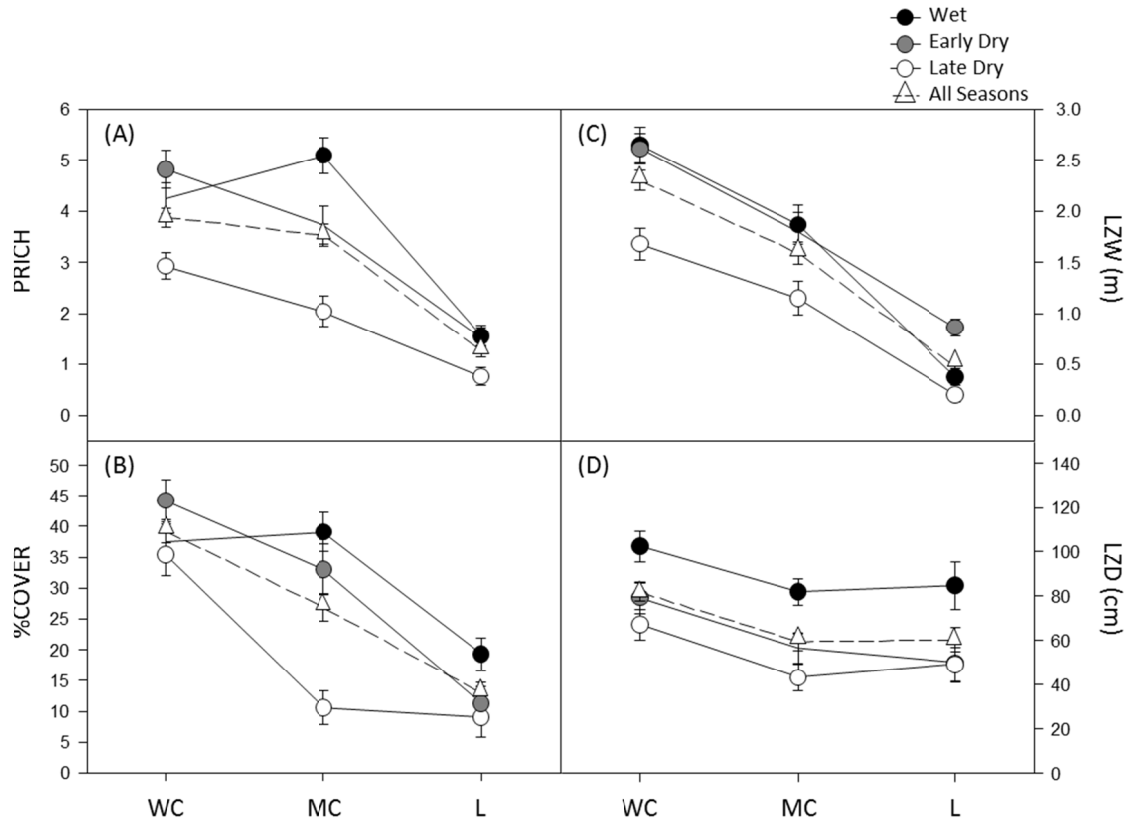 Wet
Early Dry
Late Dry
All Seasons
(A)
PRICH
6
5
4
3
2
1
0
(C)
LZW (m)
3.0
2.5
2.0
1.5
1.0
0.5
0.0
(B)
%COVER
50
45
40
35
30
25
20
15
10
5
0
(D)
LZD (cm)
140
120
100
80
60
40
20
0
WC MC L
WC MC L